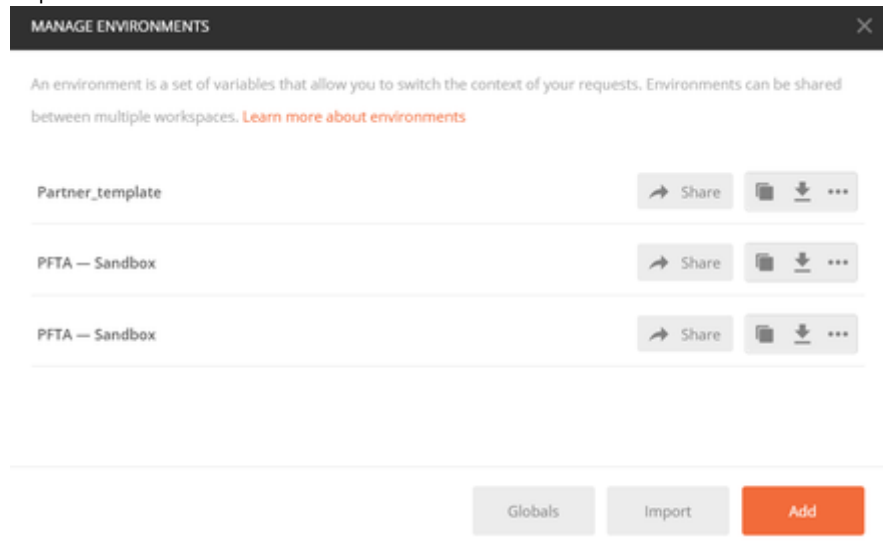 MANAGE ENVIRONMENTS
An environment is a set of variables that allow you to switch the context of your requests. Environments can be shared
between multiple workspaces. Learn more about environments
Partner_template Share
PFTA — Sandbox Share
PFTA — Sandbox Share
Globals Import Add